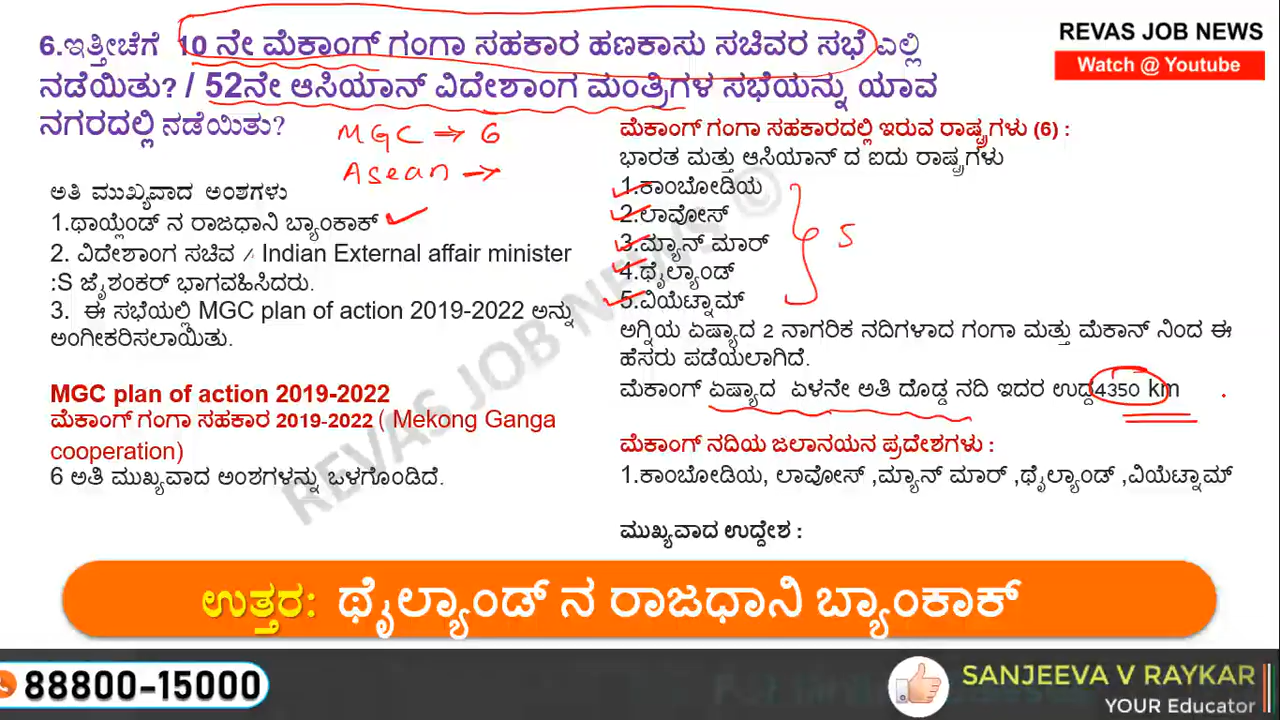 6.ಇತ್ತೀಚೆಗೆ 10 ನೇ ಮೆಕಾಂಗ್ ಗಂಗಾ ಸಹಕಾರ ಹಣಕಾಸು ಸಚಿವರ ಸಭೆ ಎಲ್ಲಿ
ನಡೆಯಿತು? / 52ನೇ ಆಸಿಯಾನ್ ವಿದೇಶಾಂಗ ಮಂತ್ರಿಗಳ ಸಭೆಯನ್ನು ಯಾವ
ನಗರದಲ್ಲಿ ನಡೆಯಿತು?
REVAS JOB NEWS
Watch @ Youtube
MGC → 6
Asean →
ಅತಿ ಮುಖ್ಯವಾದ ಅಂಶಗಳು
1.ಥಾಯ್ಲೆಂಡ್ ನ ರಾಜಧಾನಿ ಬ್ಯಾಂಕಾಕ್
2. ವಿದೇಶಾಂಗ ಸಚಿವ / Indian External affair minister
:S ಜೈಶಂಕರ್ ಭಾಗವಹಿಸಿದರು.
3. ಈ ಸಭೆಯಲ್ಲಿ MGC plan of action 2019-2022 ಅನ್ನು
ಅಂಗೀಕರಿಸಲಾಯಿತು.
MGC plan of action 2019-2022
ಮೆಕಾಂಗ್ ಗಂಗಾ ಸಹಕಾರ 2019-2022 ( Mekong Ganga
cooperation)
6 ಅತಿ ಮುಖ್ಯವಾದ ಅಂಶಗಳನ್ನು ಒಳಗೊಂಡಿದೆ.
ಮೆಕಾಂಗ್ ಗಂಗಾ ಸಹಕಾರದಲ್ಲಿ ಇರುವ ರಾಷ್ಟ್ರಗಳು (6) :
ಭಾರತ ಮತ್ತು ಆಸಿಯಾನ್ ದ ಐದು ರಾಷ್ಟ್ರಗಳು
1.ಕಾಂಬೋಡಿಯ
2.ಲಾವೋಸ್
3.ಮ್ಯಾನ್ ಮಾರ್
4.ಥೈಲ್ಯಾಂಡ್
5.ವಿಯೆಟ್ನಾಮ್
5
ಅಗ್ನಿಯ ಏಷ್ಯಾದ 2 ನಾಗರಿಕ ನದಿಗಳಾದ ಗಂಗಾ ಮತ್ತು ಮೆಕಾನ್ ನಿಂದ ಈ
ಹೆಸರು ಪಡೆಯಲಾಗಿದೆ.
ಮೆಕಾಂಗ್ ಏಷ್ಯಾದ ಏಳನೇ ಅತಿ ದೊಡ್ಡ ನದಿ ಇದರ ಉದ್ದ4350 km
ಮೆಕಾಂಗ್ ನದಿಯ ಜಲಾನಯನ ಪ್ರದೇಶಗಳು :
1.ಕಾಂಬೋಡಿಯ, ಲಾವೋಸ್ ,ಮ್ಯಾನ್ ಮಾರ್ ,ಥೈಲ್ಯಾಂಡ್ ,ವಿಯೆಟ್ನಾಮ್
ಮುಖ್ಯವಾದ ಉದ್ದೇಶ :
REVAS JOB NEWS ©
ಉತ್ತರ: ಥೈಲ್ಯಾಂಡ್ ನ ರಾಜಧಾನಿ ಬ್ಯಾಂಕಾಕ್
88800-15000
SANJEEVA V RAYKAR
YOUR Educator